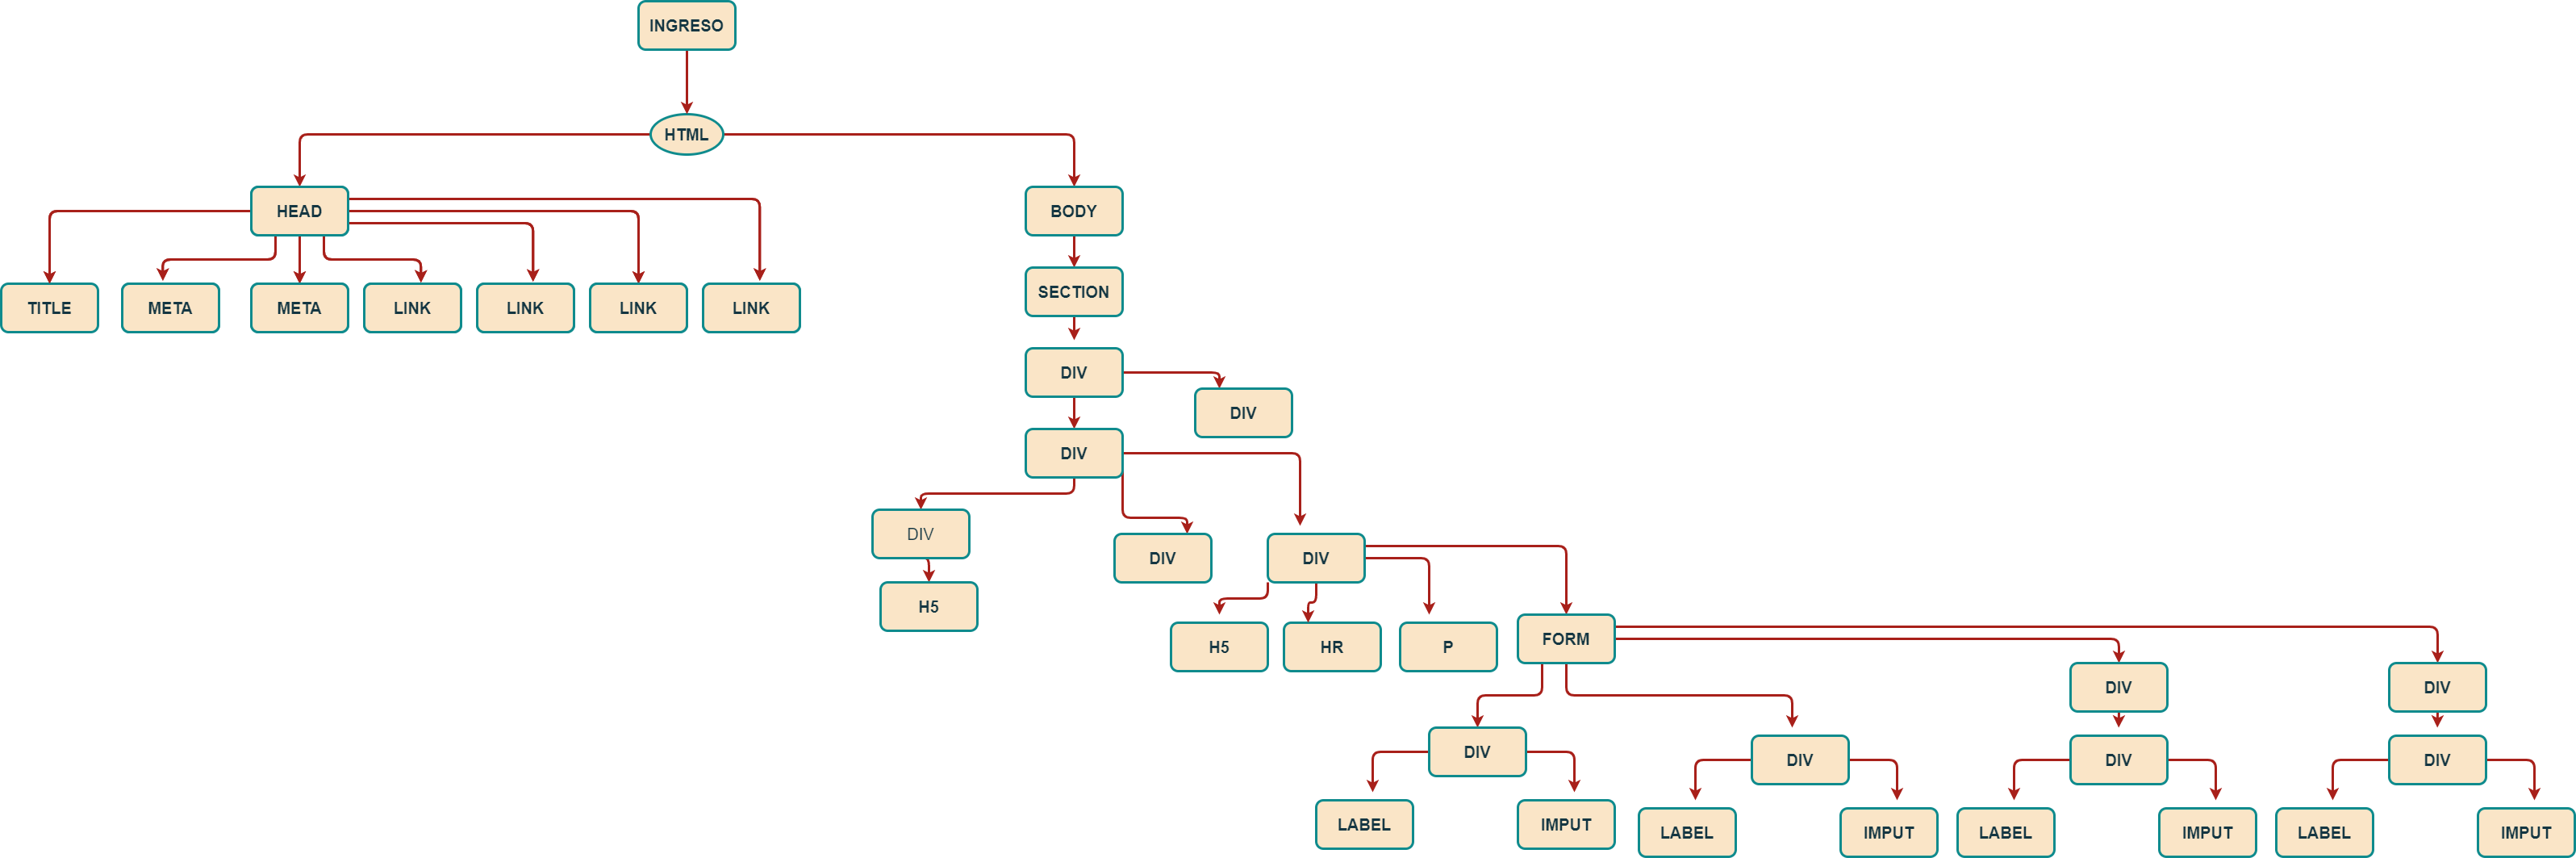 INGRESO
HTML
HEAD
BODY
SECTION
TITLE
META
META
LINK
LINK
LINK
LINK
DIV
DIV
DIV
DIV
DIV
DIV
H5
H5
HR
P
FORM
DIV
DIV
DIV
DIV
DIV
DIV
LABEL
IMPUT
LABEL
IMPUT
LABEL
IMPUT
LABEL
IMPUT